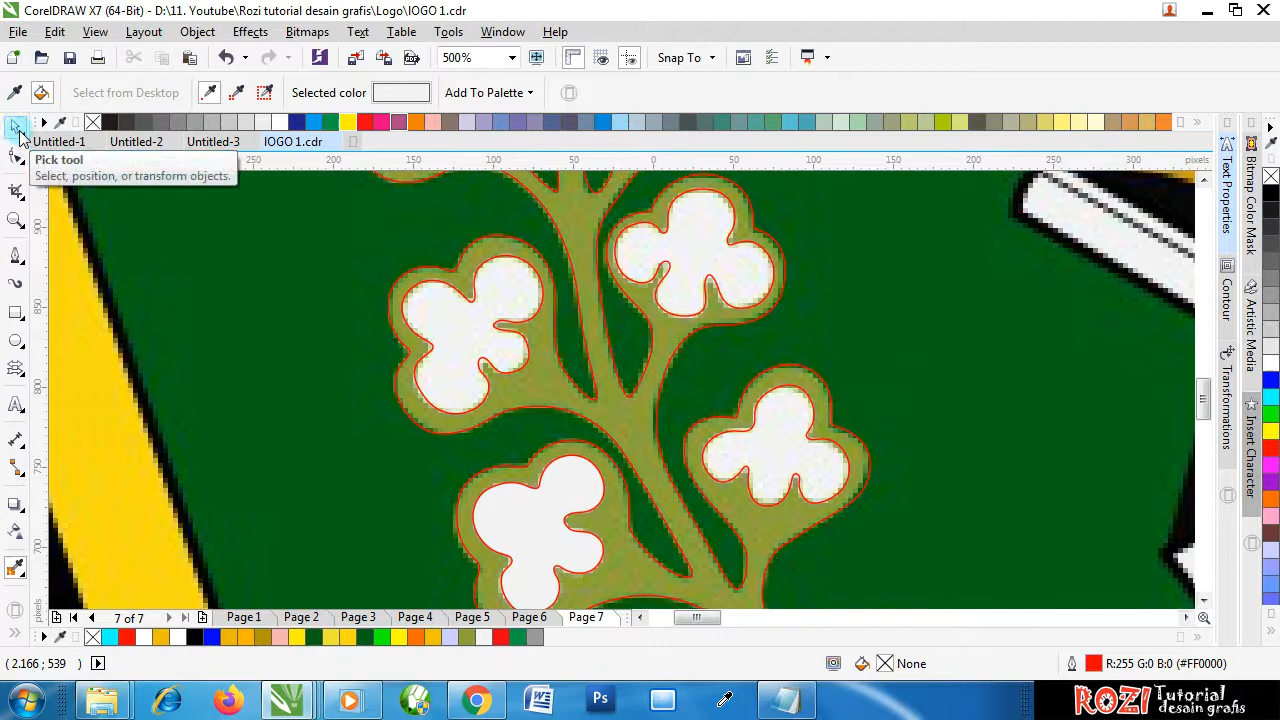 CorelDRAW X7 (64-Bit) - D:\11. Youtube\Rozi tutorial desain grafis\Logo\lOGO 1.cdr
File Edit View Layout Object Effects Bitmaps Text Table Tools Window Help
500% Snap To
Select from Desktop Selected color Add To Palette
Untitled-1 Untitled-2 Untitled-3 lOGO 1.cdr
Pick tool
Select, position, or transform objects.
250 200 150 100 50 0 50 100 150 200 250 300 pixels
900
850
800
750
700
pixels
Text Properties
Contour
Transformations
Bitmap Color Mask
Artistic Media
Insert Character
7 of 7 Page 1 Page 2 Page 3 Page 4 Page 5 Page 6 Page 7
(2.166 ; 539 ) None R:255 G:0 B:0 (#FF0000)
ROZI Tutorial
desain grafis